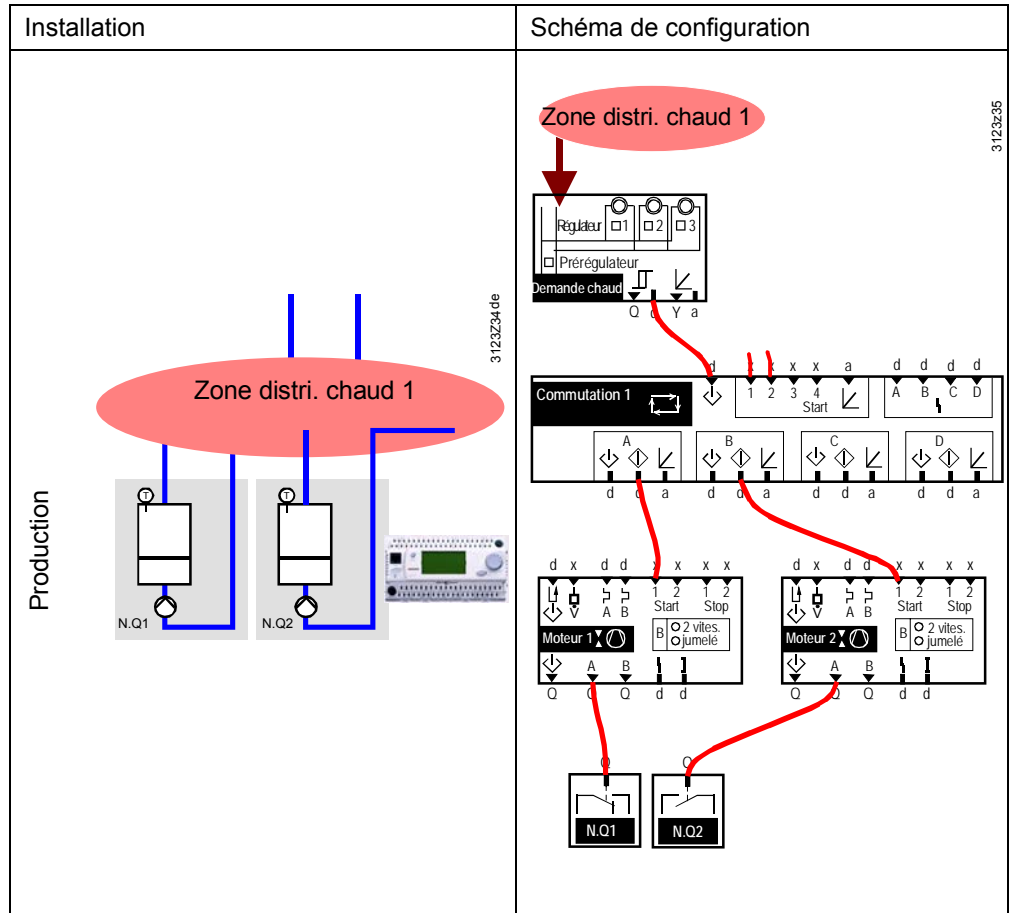 Installation
Schéma de configuration
Zone distri. chaud 1
3123Z34de
Production
T
T
N.Q1
N.Q2
Zone distri. chaud 1
3123z35
Régulateur 1 2 3
Prérégulateur
Demande chaud
Q d Y a
d x x x x a d d d d
Commutation 1
1 2 3 4
Start
A B C D
A B C D
d d a d d a d d a d d a
d x d d x x x x
A B 1 2 1 2
Start Stop
Moteur 1
B 2 vites.
jumelé
A B
Q Q Q d d
d x d d x x x x
A B 1 2 1 2
Start Stop
Moteur 2
B 2 vites.
jumelé
A B
Q Q Q d d
Q Q
N.Q1
N.Q2